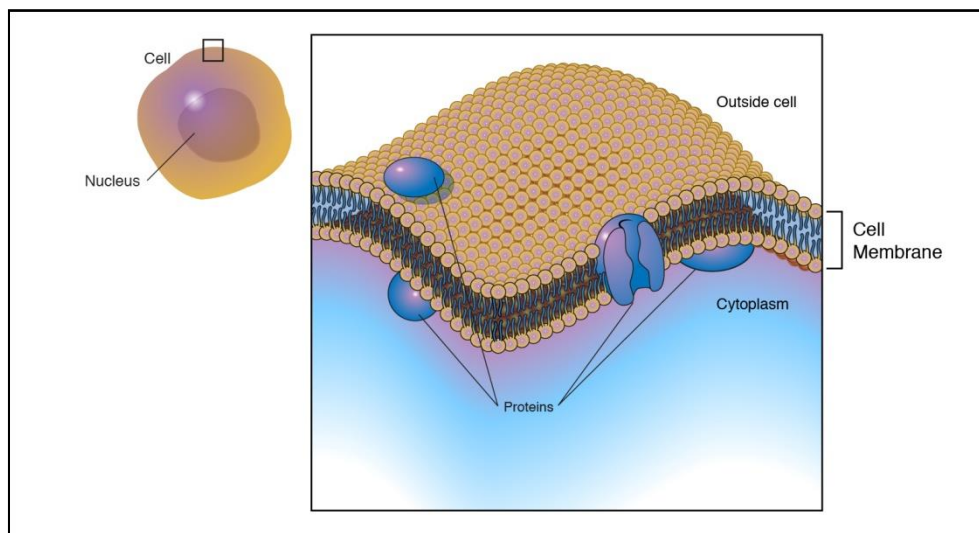 Cell
Nucleus
Outside cell
Cell
Membrane
Cytoplasm
Proteins